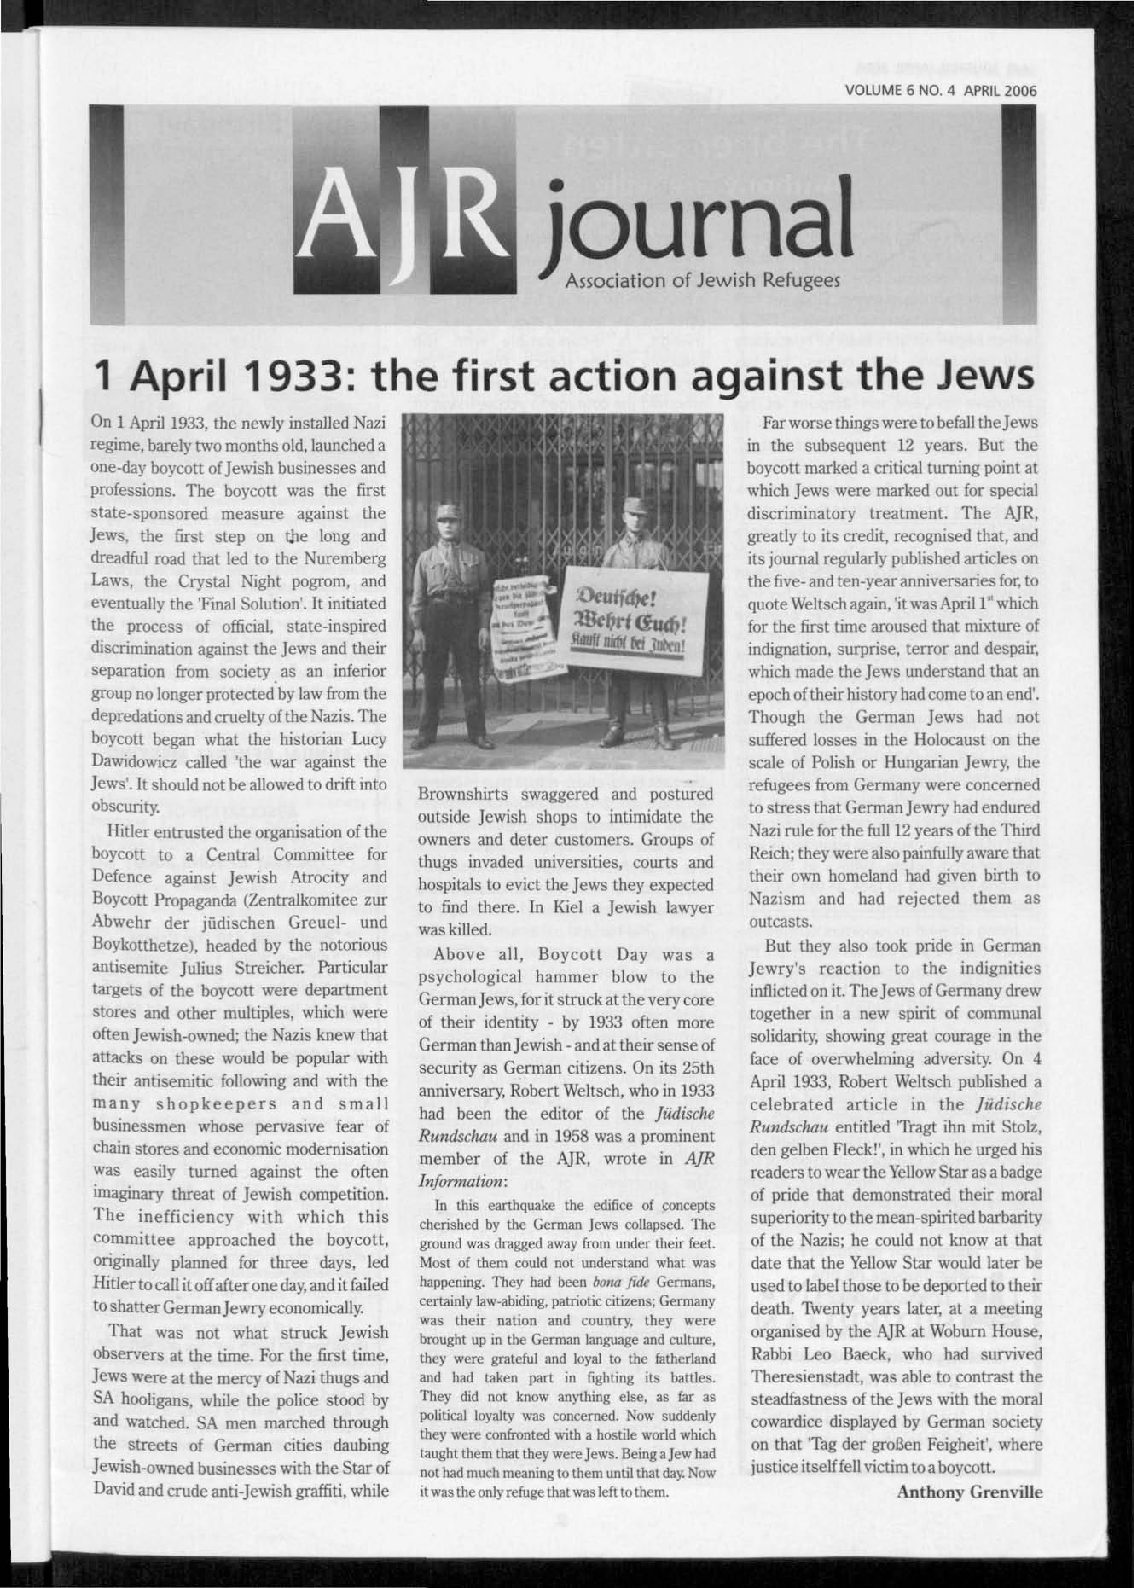 VOLUME 6 NO. 4 APRIL 2006
AJR journal
Association of Jewish Refugees
1 April 1933: the first action against the Jews
On 1 April 1933, the newly installed Nazi
regime, barely two months old, launched a
one-day boycott of Jewish businesses and
professions. The boycott was the first
state-sponsored measure against the
Jews, the first step on the long and
dreadful road that led to the Nuremberg
Laws, the Crystal Night pogrom, and
eventually the 'Final Solution'. It initiated
the process of official, state-inspired
discrimination against the Jews and their
separation from society as an inferior
group no longer protected by law from the
depredations and cruelty of the Nazis. The
boycott began what the historian Lucy
Dawidowicz called 'the war against the
Jews'. It should not be allowed to drift into
obscurity.
Hitler entrusted the organisation of the
boycott to a Central Committee for
Defence against Jewish Atrocity and
Boycott Propaganda (Zentralkomitee zur
Abwehr der jüdischen Greuel- und
Boykotthetze), headed by the notorious
antisemite Julius Streicher. Particular
targets of the boycott were department
stores and other multiples, which were
often Jewish-owned; the Nazis knew that
attacks on these would be popular with
their antisemitic following and with the
many shopkeepers and small
businessmen whose pervasive fear of
chain stores and economic modernisation
was easily turned against the often
imaginary threat of Jewish competition.
The inefficiency with which this
committee approached the boycott,
originally planned for three days, led
Hitler to call it off after one day, and it failed
to shatter German Jewry economically.
That was not what struck Jewish
observers at the time. For the first time,
Jews were at the mercy of Nazi thugs and
SA hooligans, while the police stood by
and watched. SA men marched through
the streets of German cities daubing
Jewish-owned businesses with the Star of
David and crude anti-Jewish graffiti, while
Deutsche!
Wehrt Euch!
Kauft nicht bei Juden!
Brownshirts swaggered and postured
outside Jewish shops to intimidate the
owners and deter customers. Groups of
thugs invaded universities, courts and
hospitals to evict the Jews they expected
to find there. In Kiel a Jewish lawyer
was killed.
Above all, Boycott Day was a
psychological hammer blow to the
German Jews, for it struck at the very core
of their identity - by 1933 often more
German than Jewish - and at their sense of
security as German citizens. On its 25th
anniversary, Robert Weltsch, who in 1933
had been the editor of the Jüdische
Rundschau and in 1958 was a prominent
member of the AJR, wrote in AJR
Information:
In this earthquake the edifice of concepts
cherished by the German Jews collapsed. The
ground was dragged away from under their feet.
Most of them could not understand what was
happening. They had been bona fide Germans,
certainly law-abiding, patriotic citizens; Germany
was their nation and country, they were
brought up in the German language and culture,
they were grateful and loyal to the fatherland
and had taken part in fighting its battles.
They did not know anything else, as far as
political loyalty was concerned. Now suddenly
they were confronted with a hostile world which
taught them that they were Jews. Being a Jew had
not had much meaning to them until that day. Now
it was the only refuge that was left to them.
Far worse things were to befall the Jews
in the subsequent 12 years. But the
boycott marked a critical turning point at
which Jews were marked out for special
discriminatory treatment. The AJR,
greatly to its credit, recognised that, and
its journal regularly published articles on
the five- and ten-year anniversaries for, to
quote Weltsch again, 'it was April 1st which
for the first time aroused that mixture of
indignation, surprise, terror and despair,
which made the Jews understand that an
epoch of their history had come to an end'.
Though the German Jews had not
suffered losses in the Holocaust on the
scale of Polish or Hungarian Jewry, the
refugees from Germany were concerned
to stress that German Jewry had endured
Nazi rule for the full 12 years of the Third
Reich; they were also painfully aware that
their own homeland had given birth to
Nazism and had rejected them as
outcasts.
But they also took pride in German
Jewry's reaction to the indignities
inflicted on it. The Jews of Germany drew
together in a new spirit of communal
solidarity, showing great courage in the
face of overwhelming adversity. On 4
April 1933, Robert Weltsch published a
celebrated article in the Jüdische
Rundschau entitled 'Tragt ihn mit Stolz,
den gelben Fleck!', in which he urged his
readers to wear the Yellow Star as a badge
of pride that demonstrated their moral
superiority to the mean-spirited barbarity
of the Nazis; he could not know at that
date that the Yellow Star would later be
used to label those to be deported to their
death. Twenty years later, at a meeting
organised by the AJR at Woburn House,
Rabbi Leo Baeck, who had survived
Theresienstadt, was able to contrast the
steadfastness of the Jews with the moral
cowardice displayed by German society
on that 'Tag der großen Feigheit', where
justice itself fell victim to a boycott.
Anthony Grenville